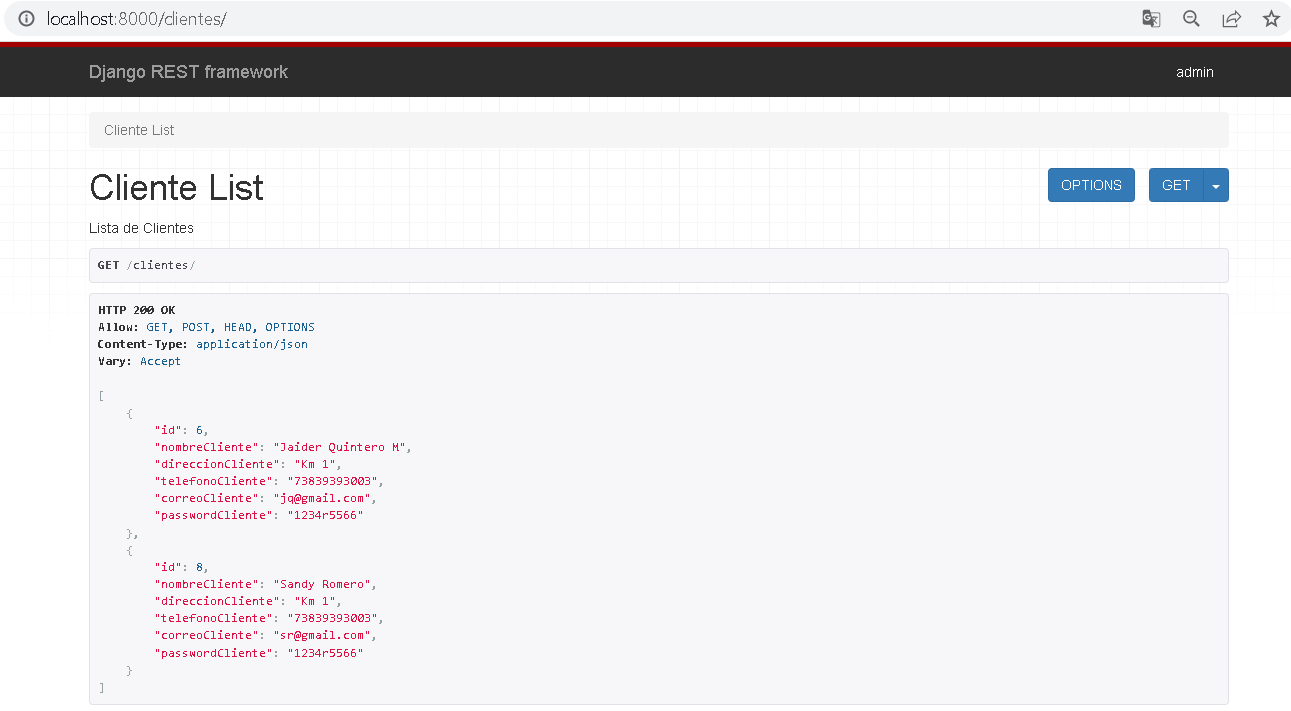 localhost:8000/clientes/
Django REST framework
admin
Cliente List
Cliente List
OPTIONS
GET
Lista de Clientes
GET /clientes/
HTTP 200 OK
Allow: GET, POST, HEAD, OPTIONS
Content-Type: application/json
Vary: Accept
[
    {
        "id": 6,
        "nombreCliente": "Jaider Quintero M",
        "direccionCliente": "Km 1",
        "telefonoCliente": "73839393003",
        "correoCliente": "jq@gmail.com",
        "passwordCliente": "1234r5566"
    },
    {
        "id": 8,
        "nombreCliente": "Sandy Romero",
        "direccionCliente": "Km 1",
        "telefonoCliente": "73839393003",
        "correoCliente": "sr@gmail.com",
        "passwordCliente": "1234r5566"
    }
]